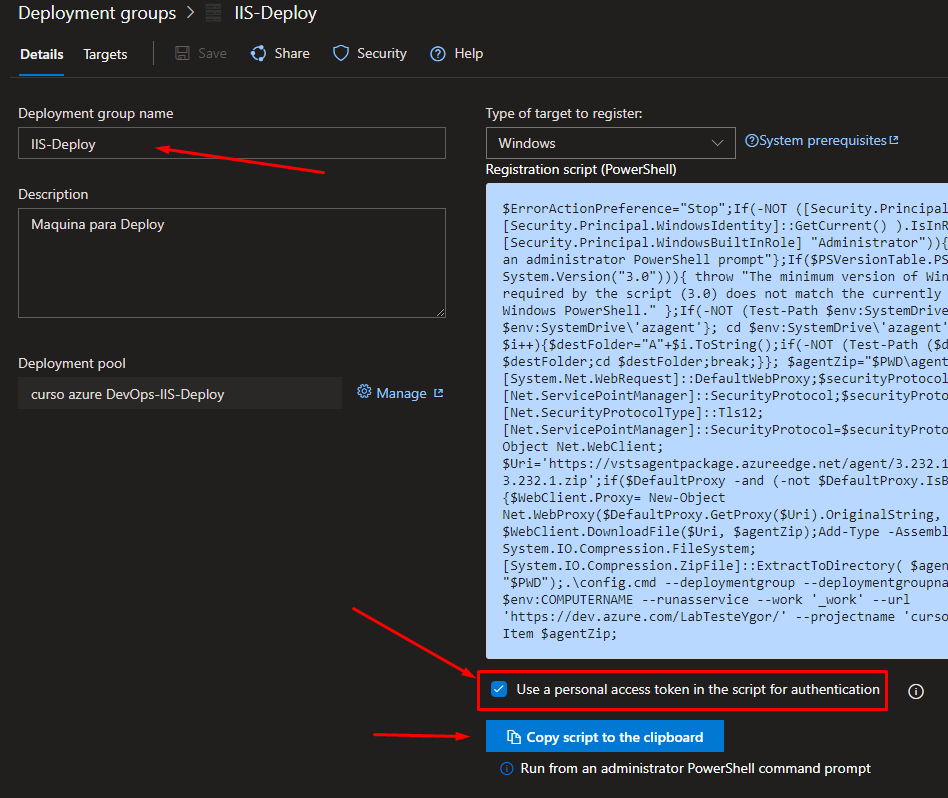 Deployment groups > IIS-Deploy
Details Targets Save Share Security Help
Deployment group name
IIS-Deploy
Description
Maquina para Deploy
Deployment pool
curso azure DevOps-IIS-Deploy
Manage
Type of target to register:
Windows
System prerequisites
Registration script (PowerShell)
$ErrorActionPreference="Stop";If(-NOT ([Security.Principal
[Security.Principal.WindowsIdentity]::GetCurrent() ).IsInR
[Security.Principal.WindowsBuiltInRole] "Administrator")){
an administrator PowerShell prompt"};If($PSVersionTable.PS
System.Version("3.0"))){ throw "The minimum version of Win
required by the script (3.0) does not match the currently
Windows PowerShell." };If(-NOT (Test-Path $env:SystemDrive
$env:SystemDrive\'azagent'}; cd $env:SystemDrive\'azagent'
$i++){$destFolder="A"+$i.ToString();if(-NOT (Test-Path ($d
$destFolder;cd $destFolder;break;}}; $agentZip="$PWD\agent
[System.Net.WebRequest]::DefaultWebProxy;$securityProtocol
[Net.ServicePointManager]::SecurityProtocol;$securityProto
[Net.SecurityProtocolType]::Tls12;
[Net.ServicePointManager]::SecurityProtocol=$securityProto
Object Net.WebClient;
$Uri='https://vstsagentpackage.azureedge.net/agent/3.232.1
3.232.1.zip';if($DefaultProxy -and (-not $DefaultProxy.IsB
{$WebClient.Proxy= New-Object
Net.WebProxy($DefaultProxy.GetProxy($Uri).OriginalString,
$WebClient.DownloadFile($Uri, $agentZip);Add-Type -Assembl
System.IO.Compression.FileSystem;
[System.IO.Compression.ZipFile]::ExtractToDirectory( $agen
"$PWD");.\config.cmd --deploymentgroup --deploymentgroupna
$env:COMPUTERNAME --runasservice --work '_work' --url
'https://dev.azure.com/LabTesteYgor/' --projectname 'curso
Item $agentZip;
Use a personal access token in the script for authentication
Copy script to the clipboard
Run from an administrator PowerShell command prompt